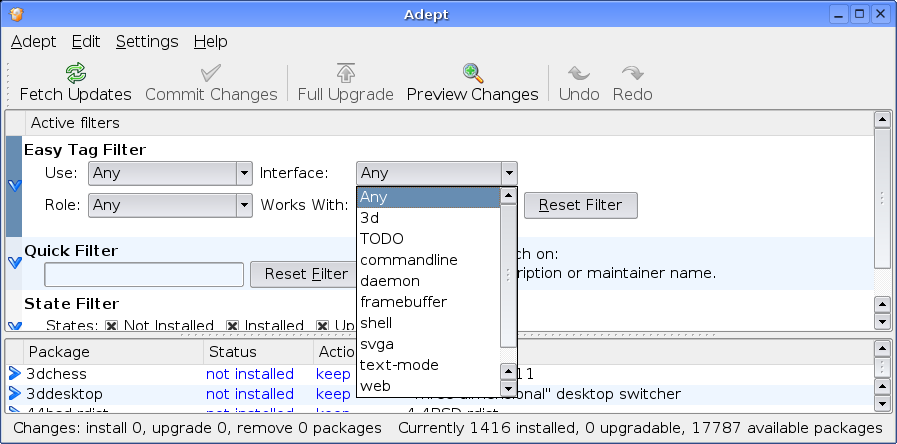 Adept
Adept Edit Settings Help
Fetch Updates Commit Changes Full Upgrade Preview Changes Undo Redo
Active filters
Easy Tag Filter
Use: Any Interface: Any
Role: Any Works With: Reset Filter
Any
3d
TODO
commandline
daemon
framebuffer
shell
svga
text-mode
web
Quick Filter
ch on:
Reset Filter
ription or maintainer name.
State Filter
States: Not Installed Installed Up
Package Status Actio
3dchess not installed keep 11
3ddesktop not installed keep dimensional" desktop switcher
Changes: install 0, upgrade 0, remove 0 packages Currently 1416 installed, 0 upgradable, 17787 available packages